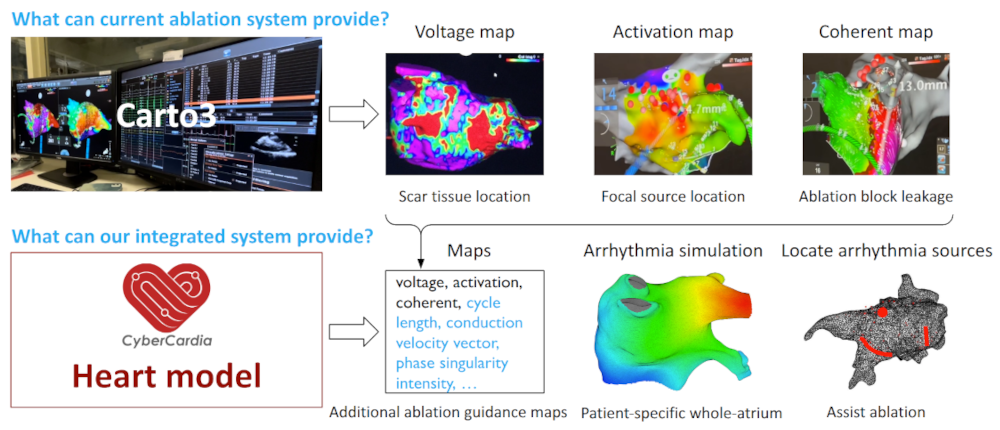 What can current ablation system provide?
Carto3
Voltage map
Activation map
Coherent map
4.7mm
13.0mm
Scar tissue location
Focal source location
Ablation block leakage
What can our integrated system provide?
CyberCardia
Heart model
Maps
voltage, activation,
coherent, cycle
length, conduction
velocity vector,
phase singularity
intensity, …
Additional ablation guidance maps
Arrhythmia simulation
Patient-specific whole-atrium
Locate arrhythmia sources
Assist ablation